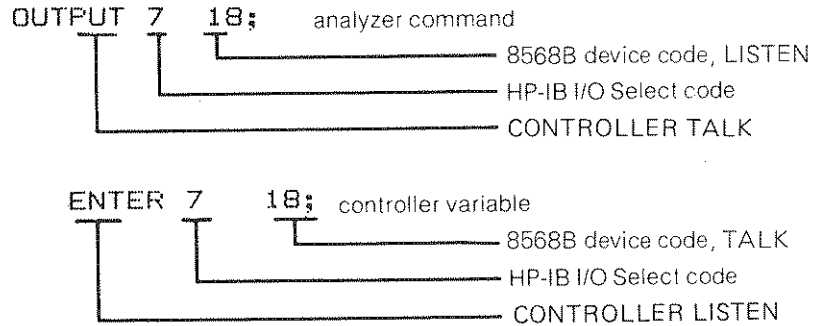 OUTPUT 7 18; analyzer command
8568B device code, LISTEN
HP-IB I/O Select code
CONTROLLER TALK
ENTER 7 18; controller variable
8568B device code, TALK
HP-IB I/O Select code
CONTROLLER LISTEN